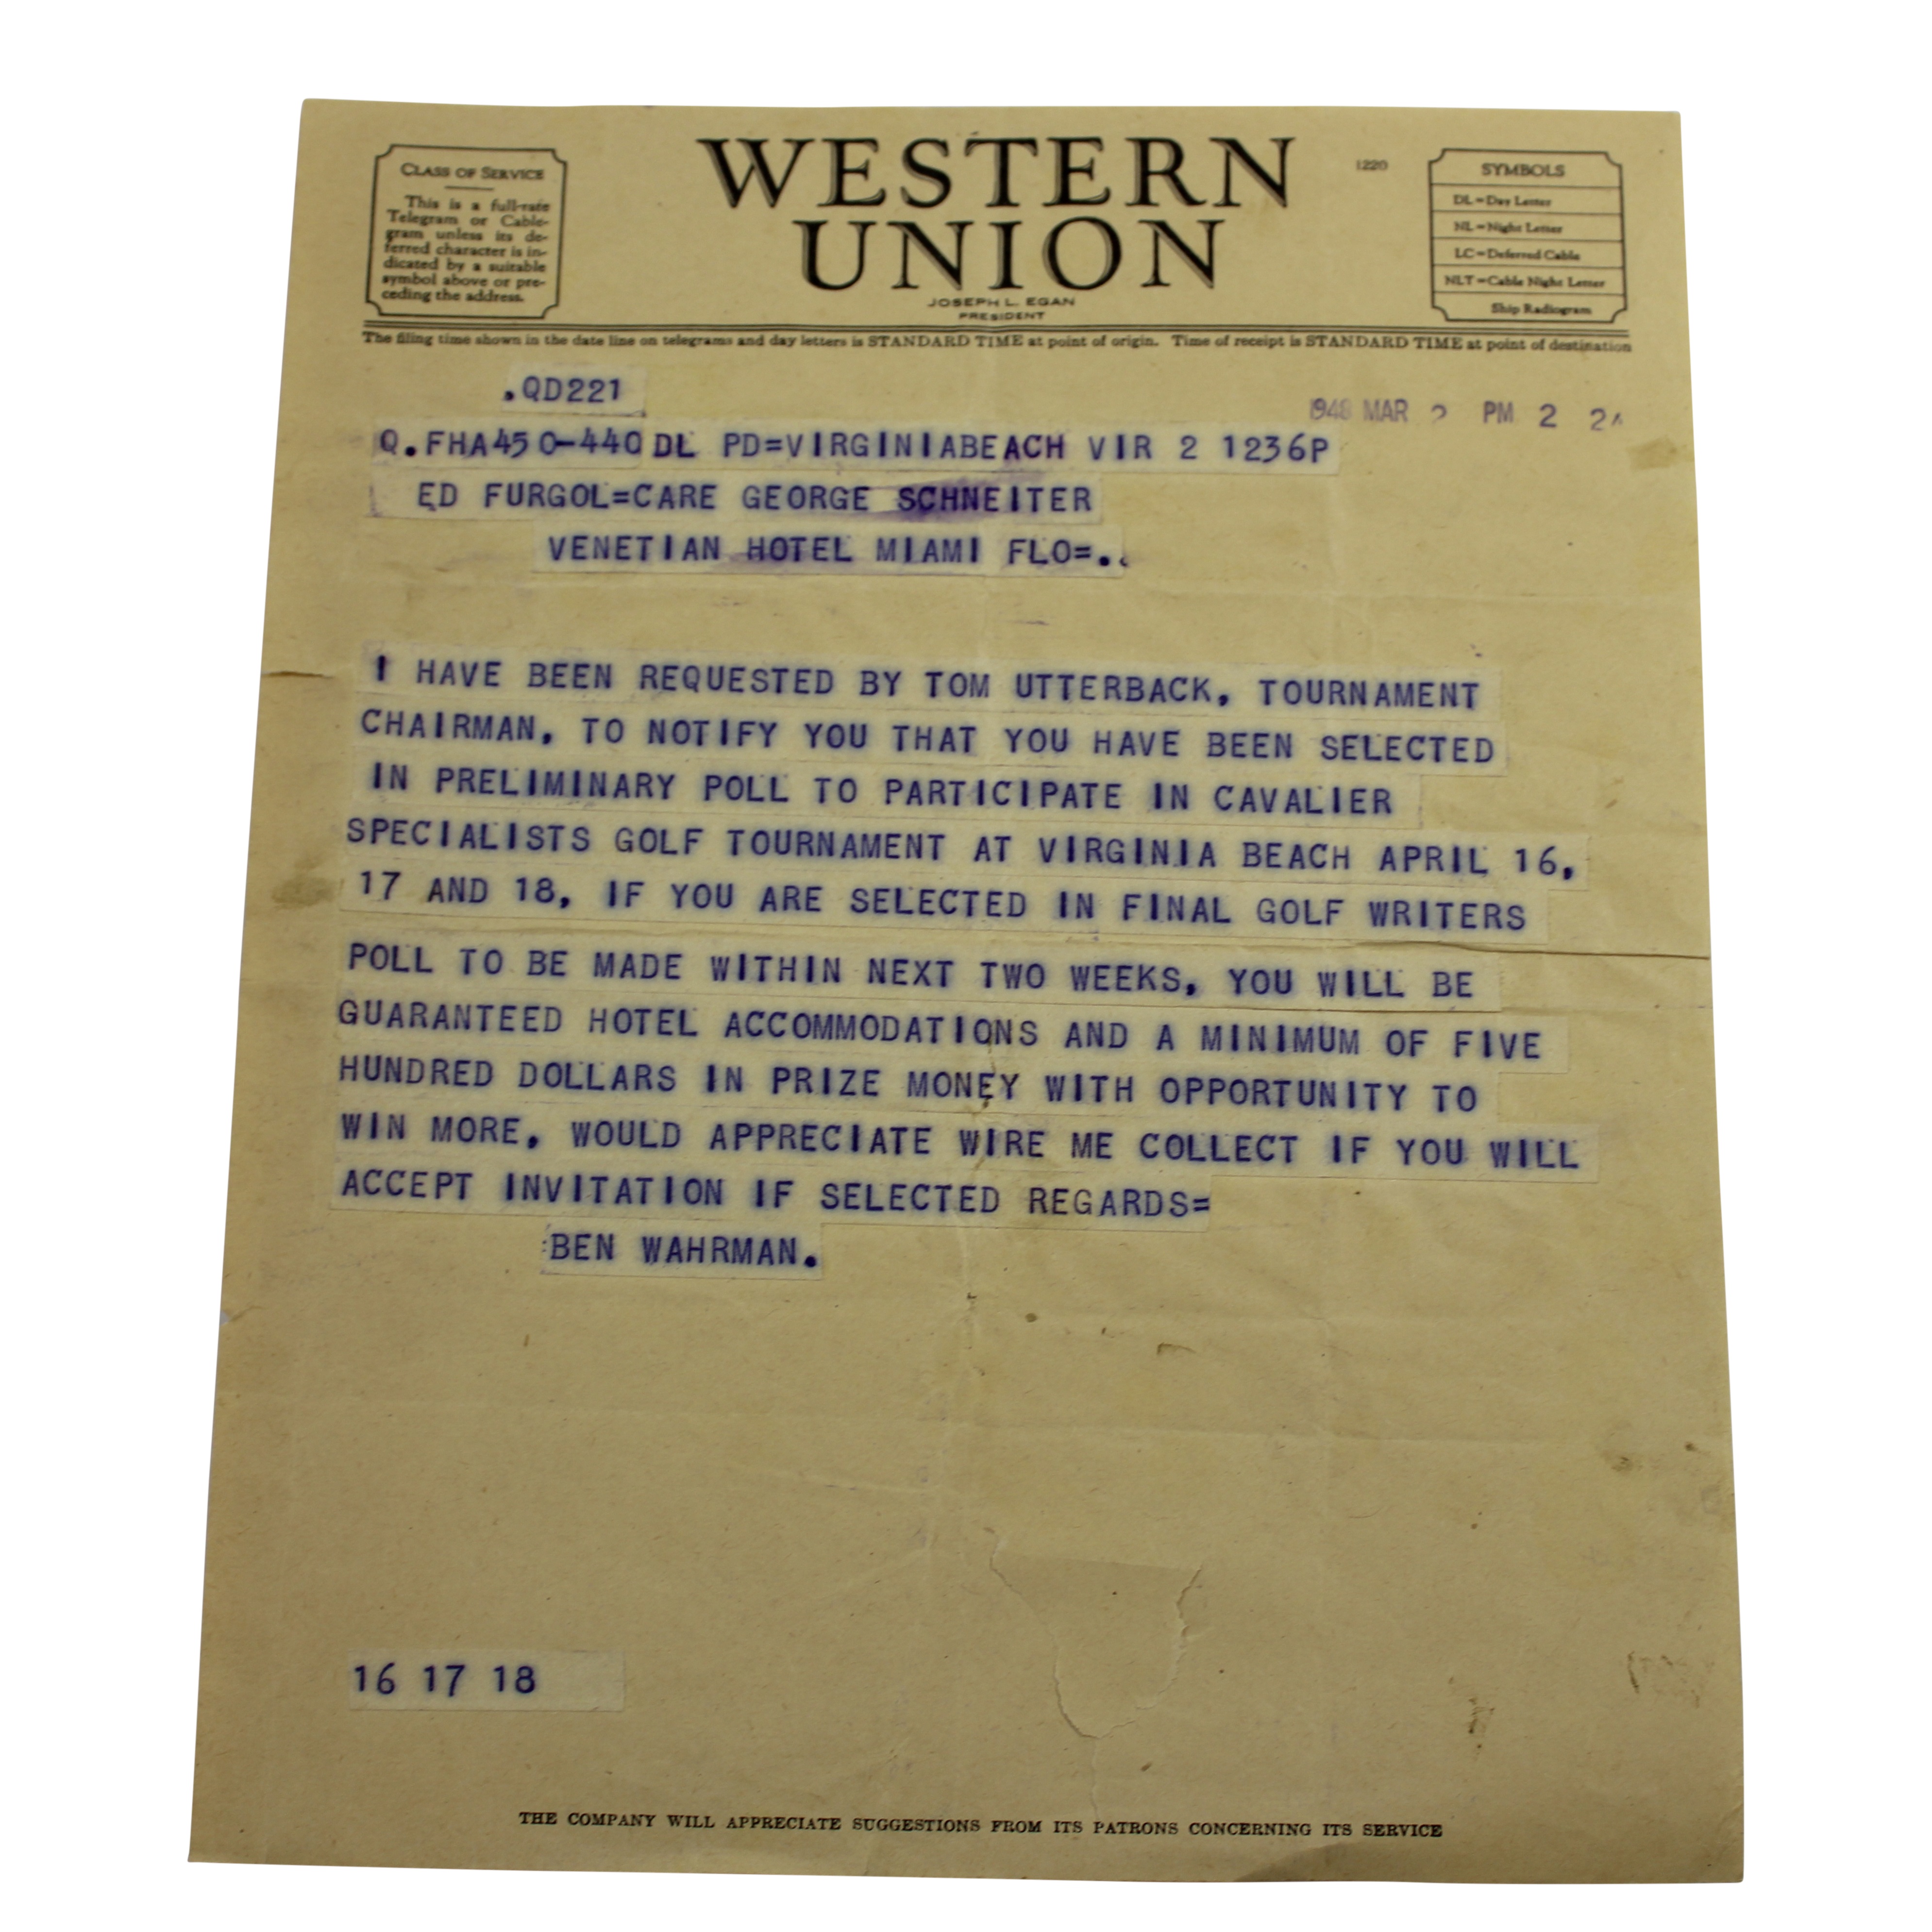 CLASS OF SERVICE
This is a full-rate
Telegram or Cable-
gram unless its de-
ferred character is in-
dicated by a suitable
symbol above or pre-
ceding the address.
WESTERN
UNION
JOSEPH L. EGAN
PRESIDENT
1220
SYMBOLS
DL=Day Letter
NL=Night Letter
LC=Deferred Cable
NLT=Cable Night Letter
Ship Radiogram
The filing time shown in the date line on telegrams and day letters is STANDARD TIME at point of origin. Time of receipt is STANDARD TIME at point of destination
.QD221
1948 MAR 2 PM 2
Q.FHA450-440 DL PD=VIRGINIABEACH VIR 2 1236P
ED FURGOL=CARE GEORGE SCHNEITER
VENETIAN HOTEL MIAMI FLO=..
I HAVE BEEN REQUESTED BY TOM UTTERBACK, TOURNAMENT
CHAIRMAN, TO NOTIFY YOU THAT YOU HAVE BEEN SELECTED
IN PRELIMINARY POLL TO PARTICIPATE IN CAVALIER
SPECIALISTS GOLF TOURNAMENT AT VIRGINIA BEACH APRIL 16,
17 AND 18, IF YOU ARE SELECTED IN FINAL GOLF WRITERS
POLL TO BE MADE WITHIN NEXT TWO WEEKS, YOU WILL BE
GUARANTEED HOTEL ACCOMMODATIONS AND A MINIMUM OF FIVE
HUNDRED DOLLARS IN PRIZE MONEY WITH OPPORTUNITY TO
WIN MORE. WOULD APPRECIATE WIRE ME COLLECT IF YOU WILL
ACCEPT INVITATION IF SELECTED REGARDS=
:BEN WAHRMAN.
16 17 18
THE COMPANY WILL APPRECIATE SUGGESTIONS FROM ITS PATRONS CONCERNING ITS SERVICE